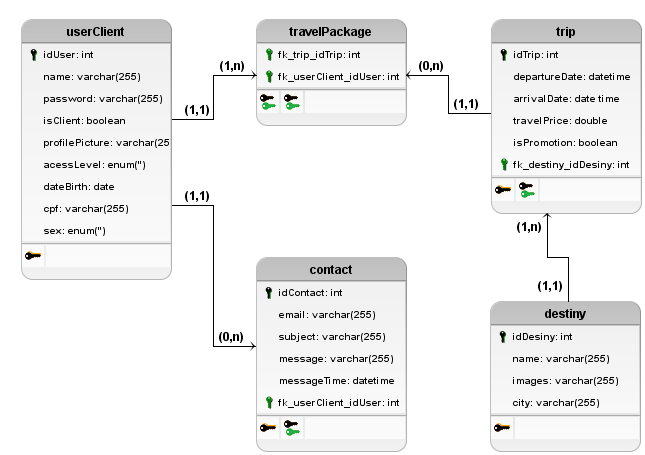 userClient
idUser: int
name: varchar(255)
password: varchar(255)
isClient: boolean
profilePicture: varchar(25
acessLevel: enum('')
dateBirth: date
cpf: varchar(255)
sex: enum('')
(1,n)
(1,1)
travelPackage
fk_trip_idTrip: int
fk_userClient_idUser: int
(0,n)
(1,1)
trip
idTrip: int
departureDate: datetime
arrivalDate: datetime
travelPrice: double
isPromotion: boolean
fk_destiny_idDesiny: int
(1,1)
(0,n)
contact
idContact: int
email: varchar(255)
subject: varchar(255)
message: varchar(255)
messageTime: datetime
fk_userClient_idUser: int
(1,n)
(1,1)
destiny
idDesiny: int
name: varchar(255)
images: varchar(255)
city: varchar(255)